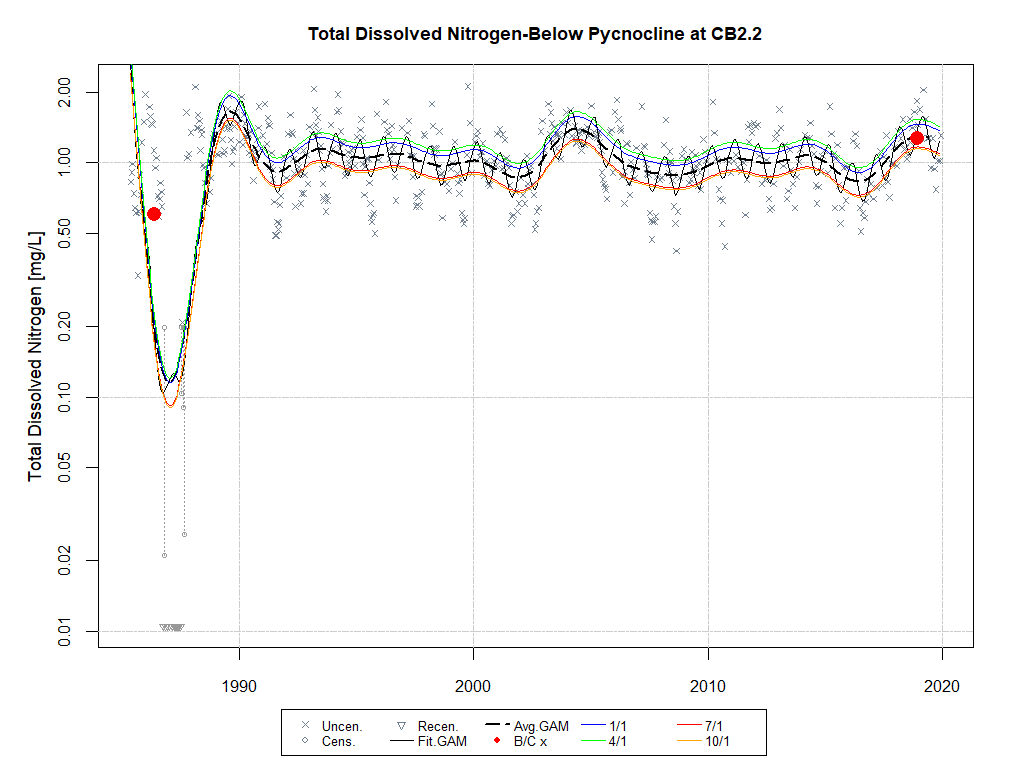 Total Dissolved Nitrogen-Below Pycnocline at CB2.2
Total Dissolved Nitrogen [mg/L]
2.00
1.00
0.50
0.20
0.10
0.05
0.02
0.01
1990 2000 2010 2020
Uncen. Recen. Avg.GAM 1/1 7/1
Cens. Fit.GAM B/C x 4/1 10/1